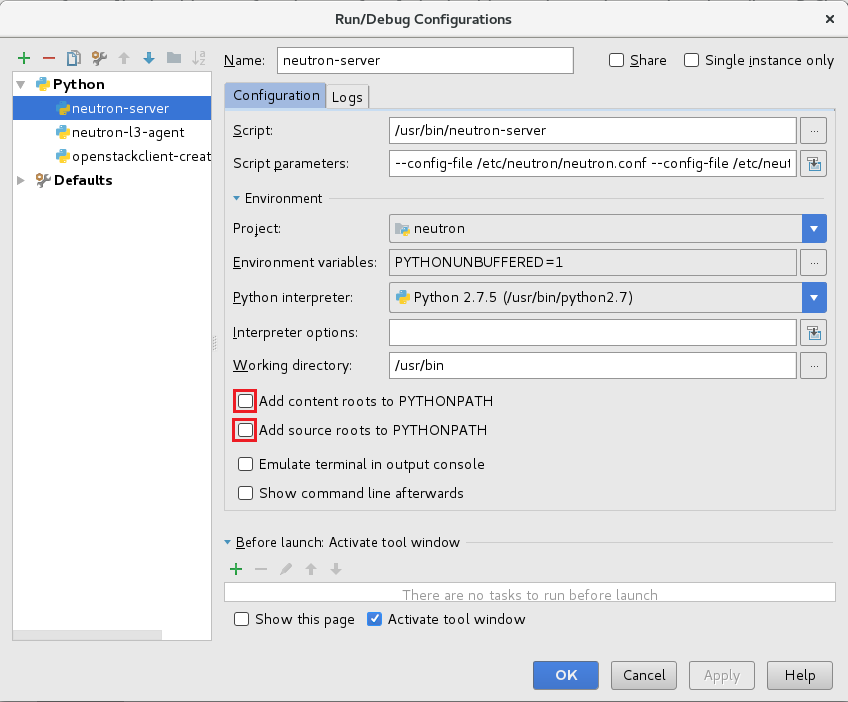 Run/Debug Configurations
Name: neutron-server Share Single instance only
Python
neutron-server
neutron-l3-agent
openstackclient-creat
Defaults
Configuration Logs
Script: /usr/bin/neutron-server ...
Script parameters: --config-file /etc/neutron/neutron.conf --config-file /etc/neut
Environment
Project: neutron
Environment variables: PYTHONUNBUFFERED=1 ...
Python interpreter: Python 2.7.5 (/usr/bin/python2.7)
Interpreter options:
Working directory: /usr/bin ...
Add content roots to PYTHONPATH
Add source roots to PYTHONPATH
Emulate terminal in output console
Show command line afterwards
Before launch: Activate tool window
There are no tasks to run before launch
Show this page Activate tool window
OK Cancel Apply Help